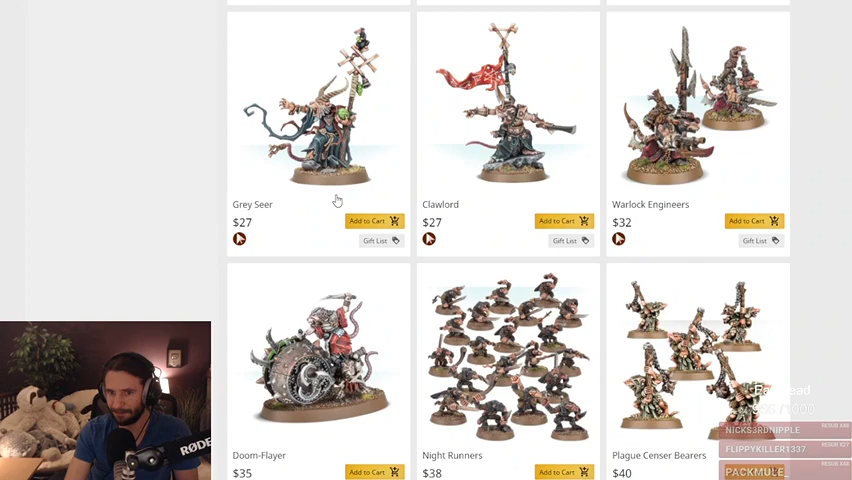 Grey Seer
$27
Add to Cart
Gift List
Clawlord
$27
Add to Cart
Gift List
Warlock Engineers
$32
Add to Cart
Gift List
Doom-Flayer
$35
Add to Cart
Night Runners
$38
Add to Cart
Plague Censer Bearers
$40
NICKS3RDNIPPLE
FLIPPYKILLER1337
PACKMULE_
RØDE